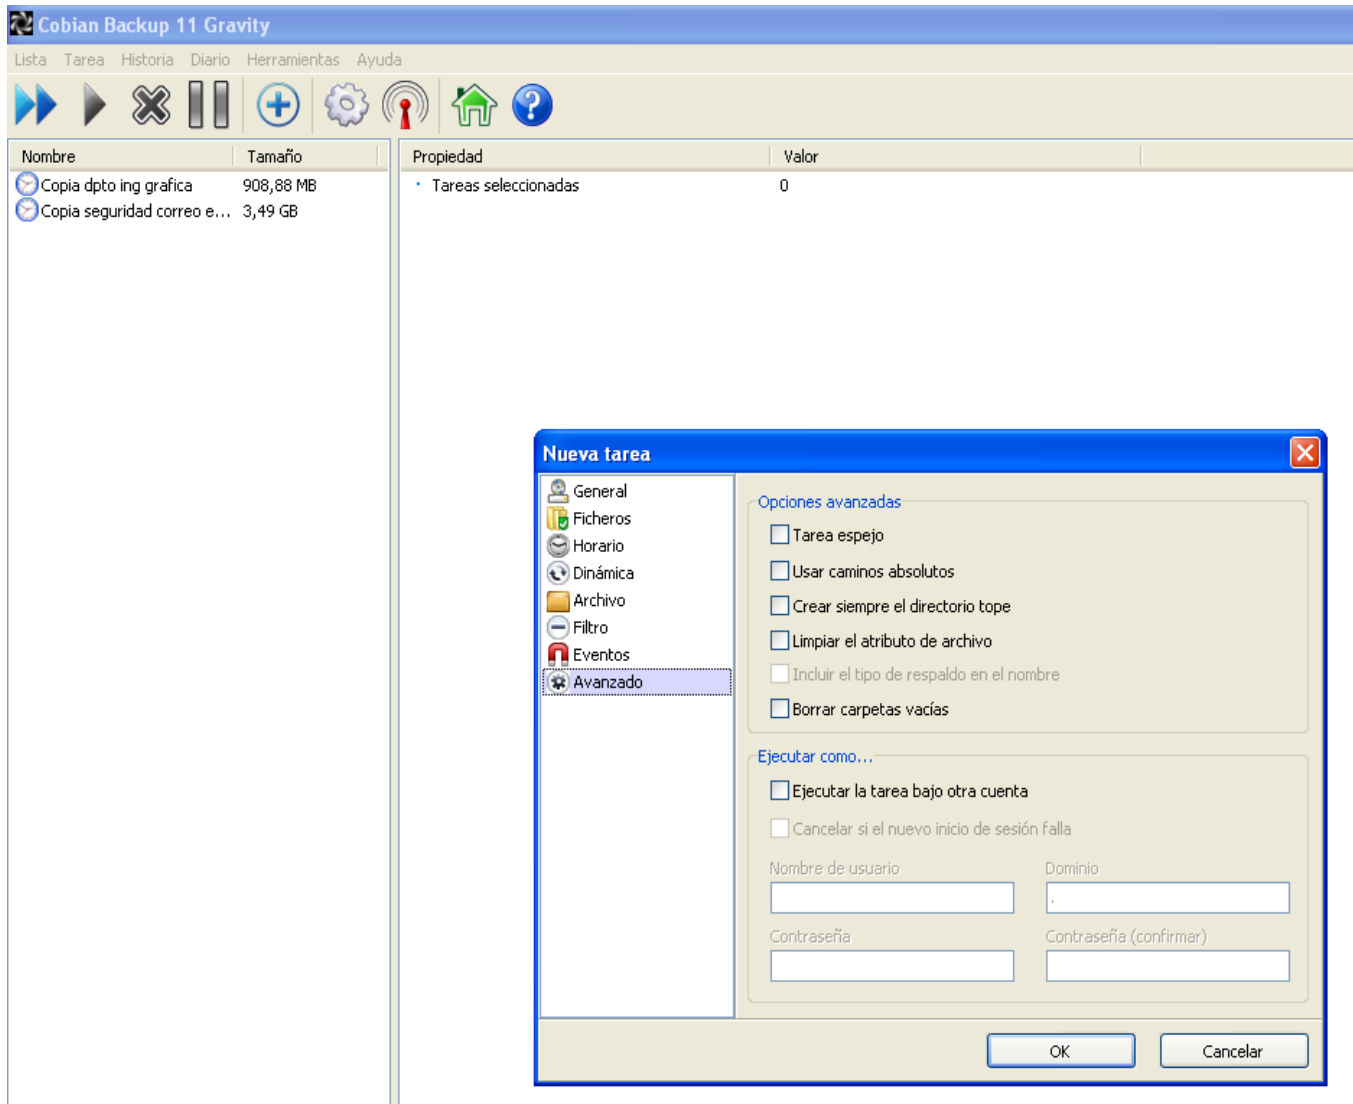 Cobian Backup 11 Gravity
Lista Tarea Historia Diario Herramientas Ayuda
Nombre Tamaño
Copia dpto ing grafica 908,88 MB
Copia seguridad correo e... 3,49 GB
Propiedad Valor
Tareas seleccionadas 0
Nueva tarea
General
Ficheros
Horario
Dinámica
Archivo
Filtro
Eventos
Avanzado
Opciones avanzadas
Tarea espejo
Usar caminos absolutos
Crear siempre el directorio tope
Limpiar el atributo de archivo
Incluir el tipo de respaldo en el nombre
Borrar carpetas vacías
Ejecutar como...
Ejecutar la tarea bajo otra cuenta
Cancelar si el nuevo inicio de sesión falla
Nombre de usuario Dominio
.
Contraseña Contraseña (confirmar)
OK Cancelar